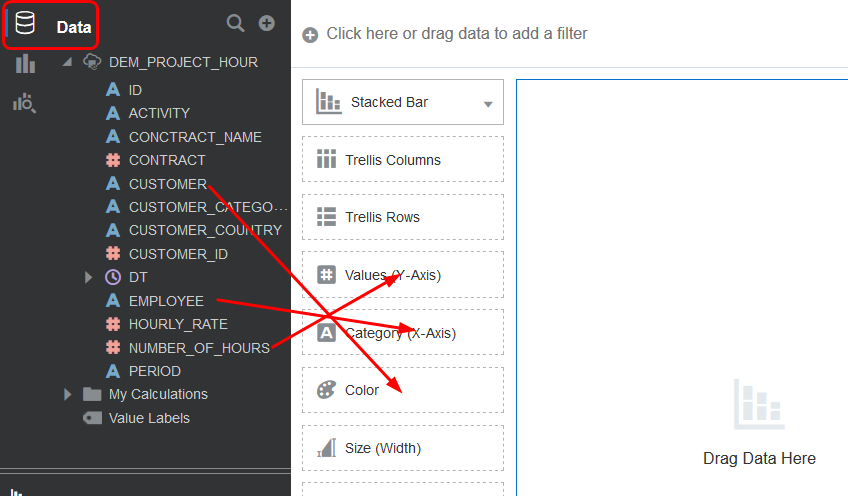 Data
DEM_PROJECT_HOUR
ID
ACTIVITY
CONCTRACT_NAME
CONTRACT
CUSTOMER
CUSTOMER_CATEGO...
CUSTOMER_COUNTRY
CUSTOMER_ID
DT
EMPLOYEE
HOURLY_RATE
NUMBER_OF_HOURS
PERIOD
My Calculations
Value Labels
Click here or drag data to add a filter
Stacked Bar
Trellis Columns
Trellis Rows
Values (Y-Axis)
Category (X-Axis)
Color
Size (Width)
Drag Data Here